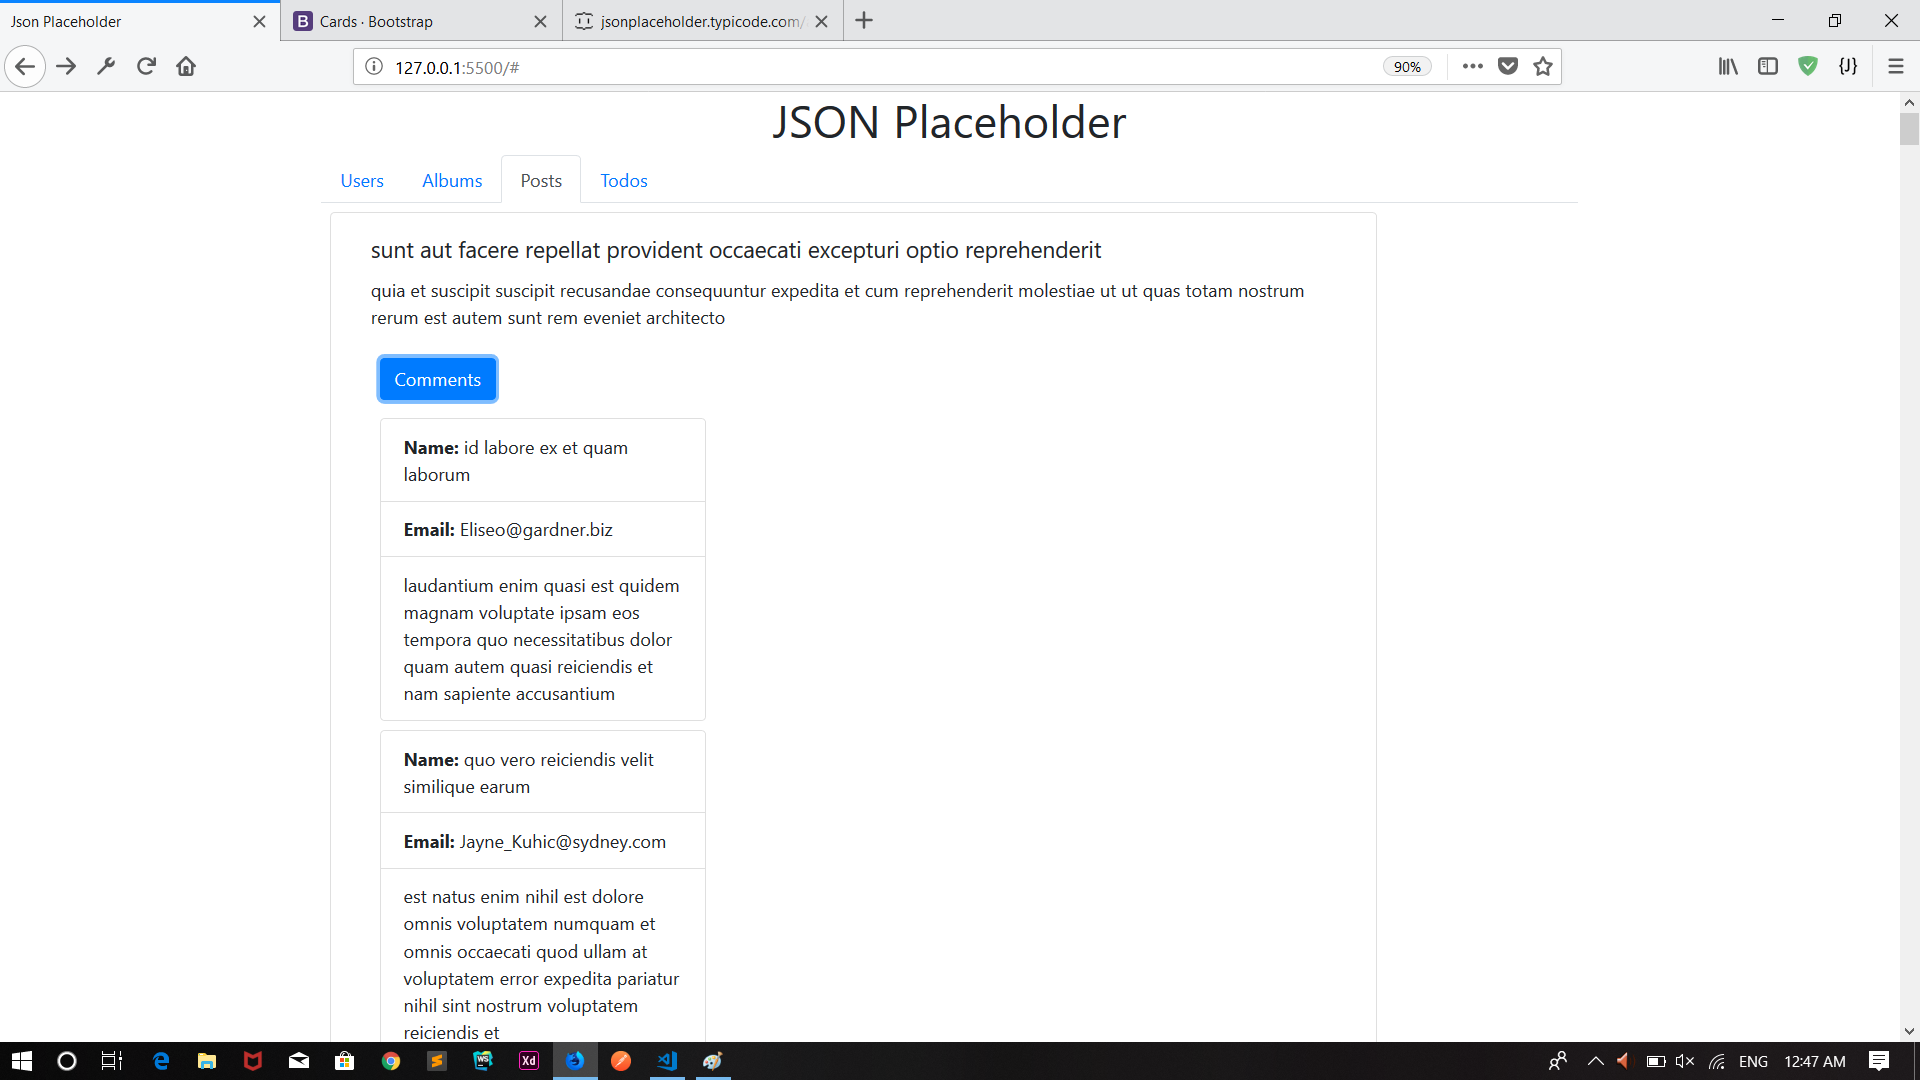 Json Placeholder
Cards · Bootstrap
jsonplaceholder.typicode.com/
127.0.0.1:5500/#
90%
JSON Placeholder
Users
Albums
Posts
Todos
sunt aut facere repellat provident occaecati excepturi optio reprehenderit
quia et suscipit suscipit recusandae consequuntur expedita et cum reprehenderit molestiae ut ut quas totam nostrum
rerum est autem sunt rem eveniet architecto
Comments
Name: id labore ex et quam
laborum
Email: Eliseo@gardner.biz
laudantium enim quasi est quidem
magnam voluptate ipsam eos
tempora quo necessitatibus dolor
quam autem quasi reiciendis et
nam sapiente accusantium
Name: quo vero reiciendis velit
similique earum
Email: Jayne_Kuhic@sydney.com
est natus enim nihil est dolore
omnis voluptatem numquam et
omnis occaecati quod ullam at
voluptatem error expedita pariatur
nihil sint nostrum voluptatem
reiciendis et
WS
Xd
ENG
12:47 AM